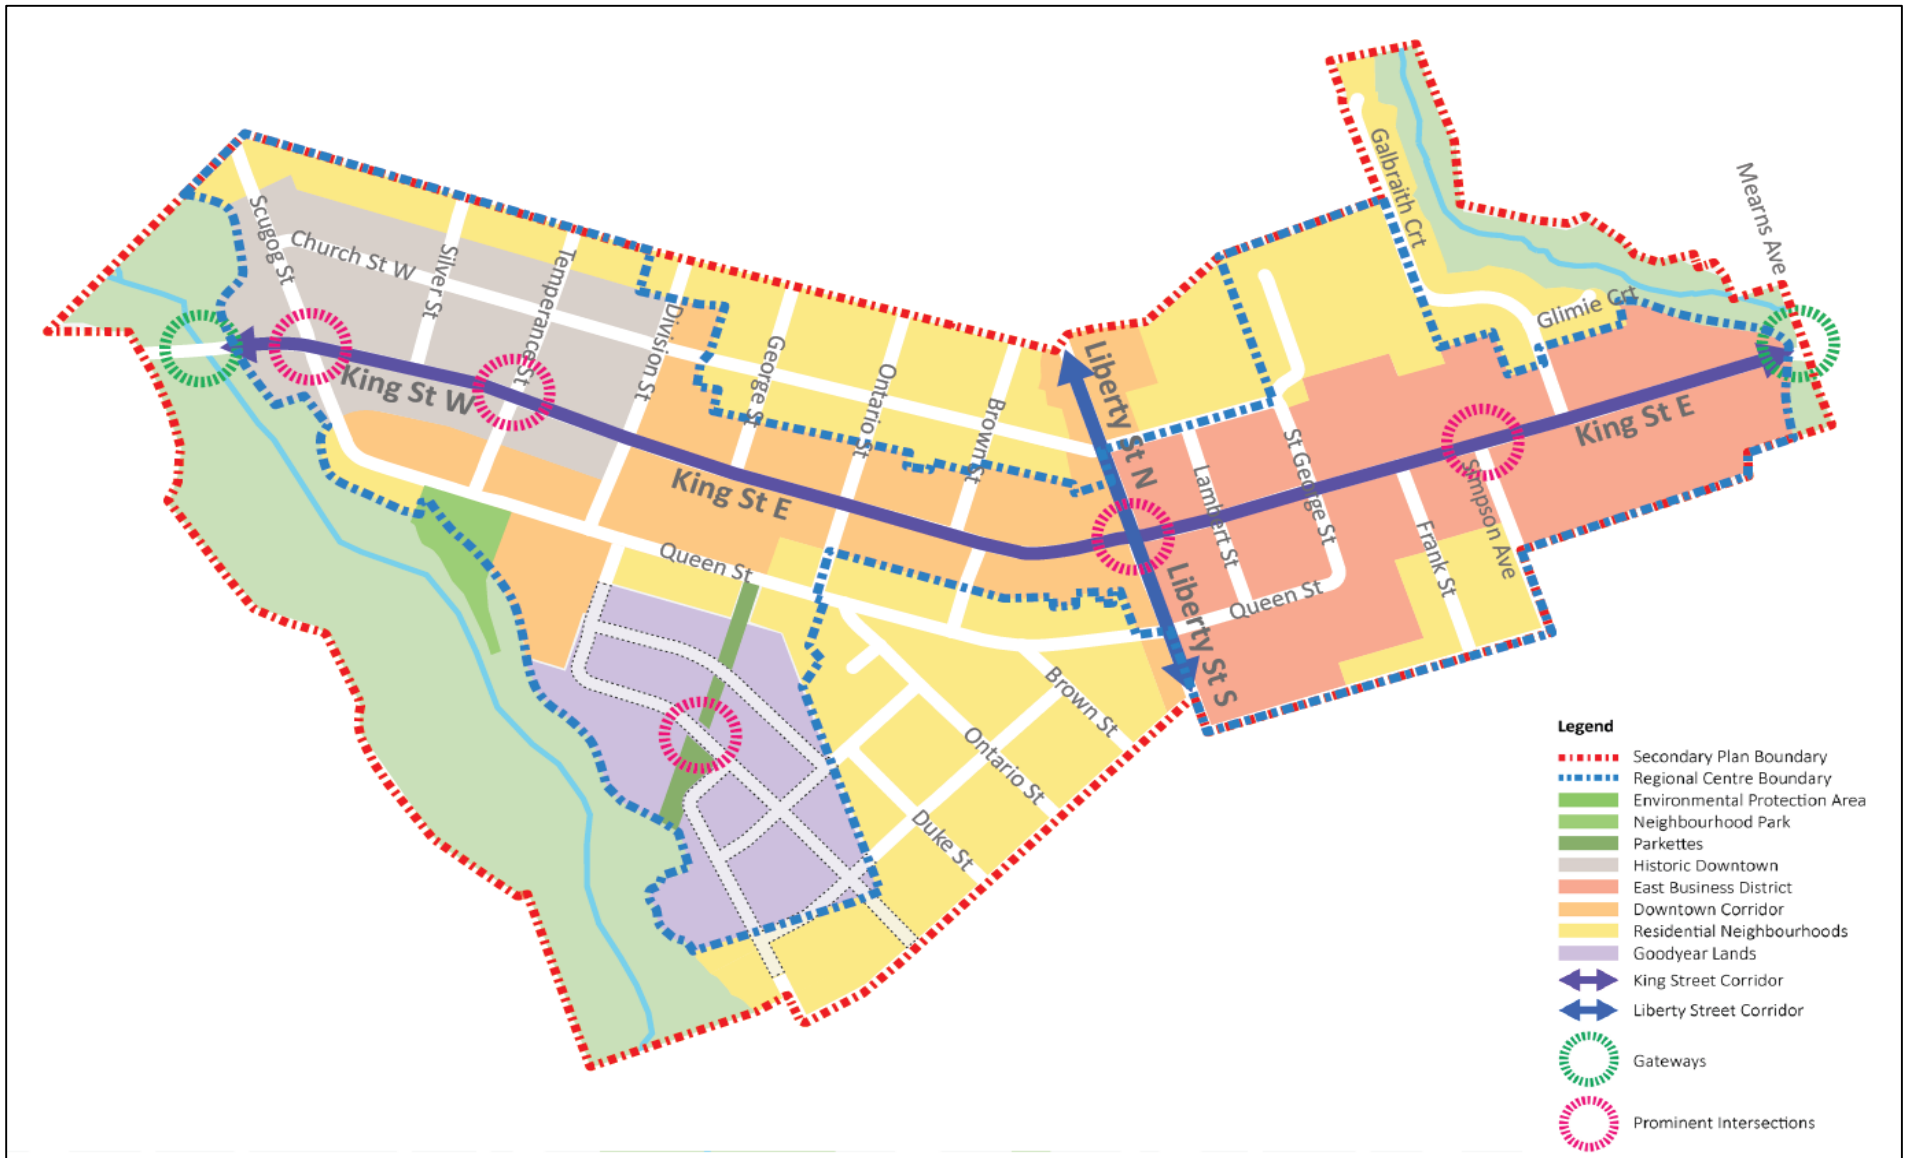 Galbraith Crt
Mearns Ave
Scugog St
Church St W
Silver St
Temperance St
Division St
George St
Ontario St
Brown St
Liberty St N
Glimie Crt
King St W
King St E
King St E
Lambert St
St George St
Simpson Ave
Frank St
Queen St
Queen St
Liberty St S
Brown St
Ontario St
Duke St
Legend
Secondary Plan Boundary
Regional Centre Boundary
Environmental Protection Area
Neighbourhood Park
Parkettes
Historic Downtown
East Business District
Downtown Corridor
Residential Neighbourhoods
Goodyear Lands
King Street Corridor
Liberty Street Corridor
Gateways
Prominent Intersections